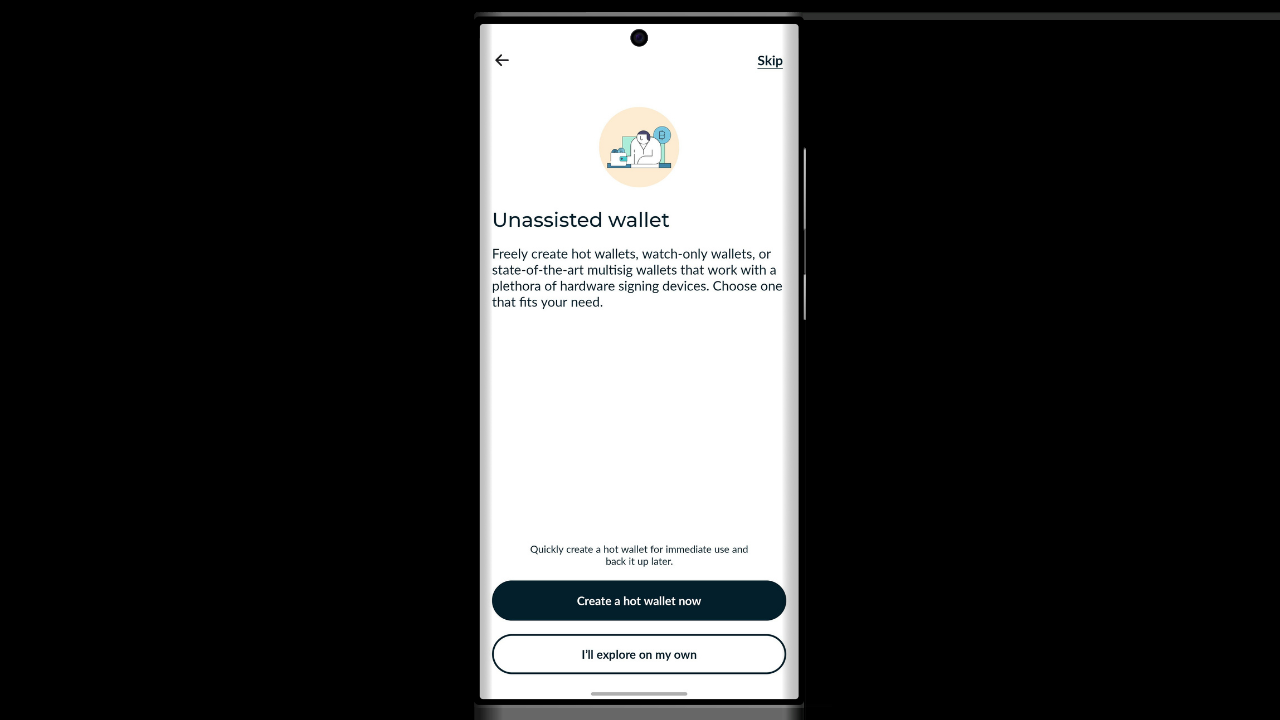 Skip
B
Unassisted wallet
Freely create hot wallets, watch-only wallets, or
state-of-the-art multisig wallets that work with a
plethora of hardware signing devices. Choose one
that fits your need.
Quickly create a hot wallet for immediate use and
back it up later.
Create a hot wallet now
I'll explore on my own